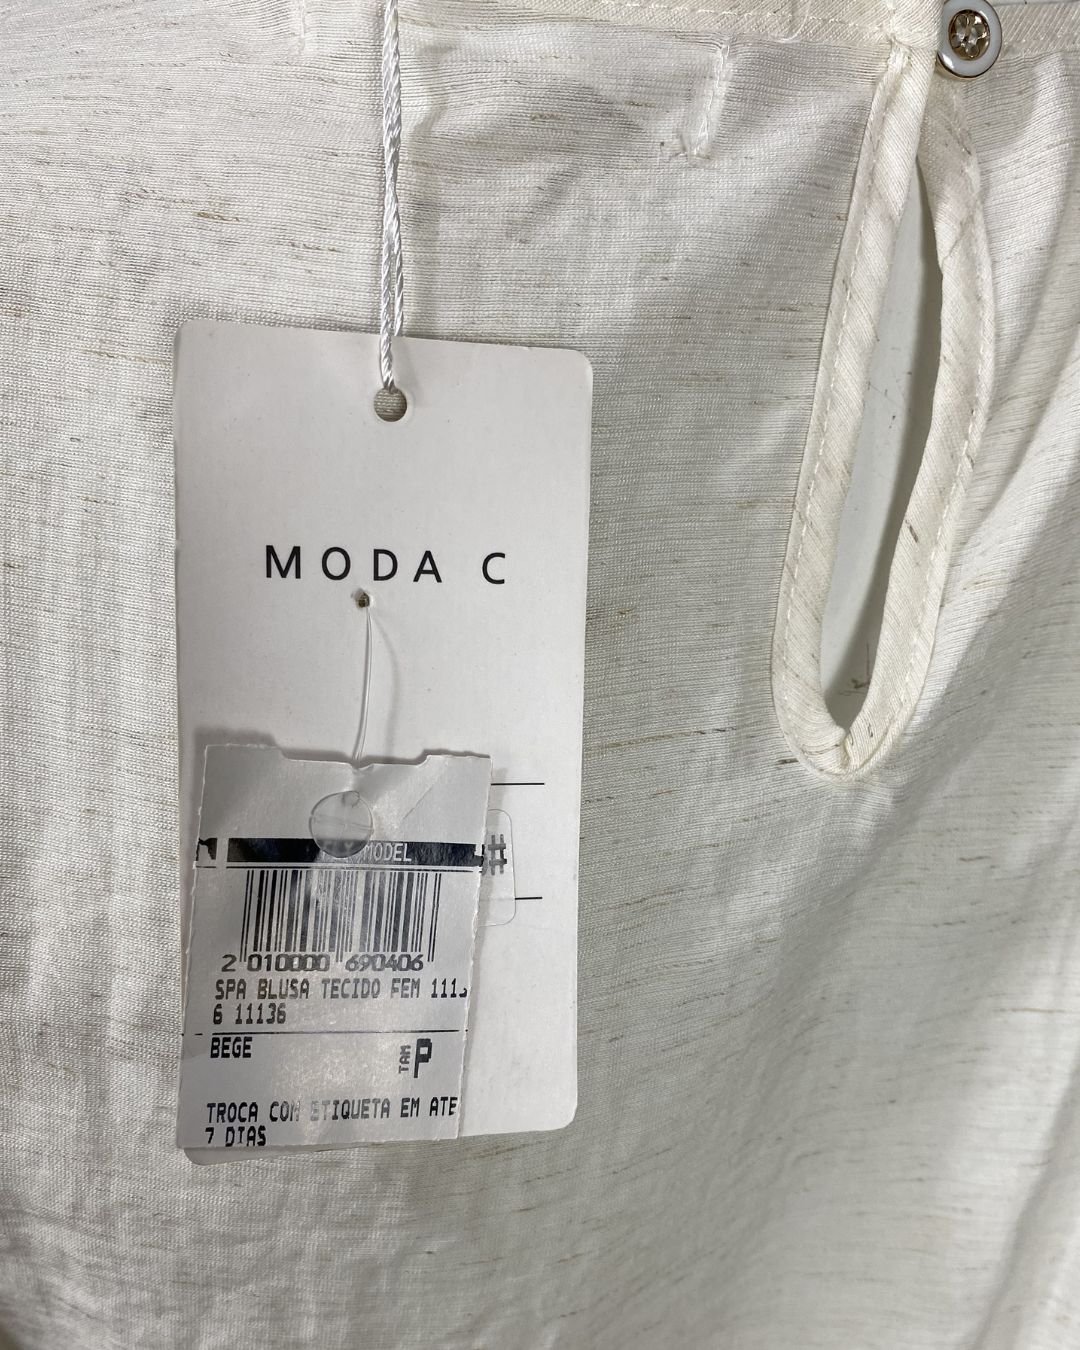 MODA C
MODEL
#
2 010000 690406
SPA BLUSA TECIDO FEM 1113
6 11136
BEGE
TAM P
TROCA COM ETIQUETA EM ATE
7 DIAS